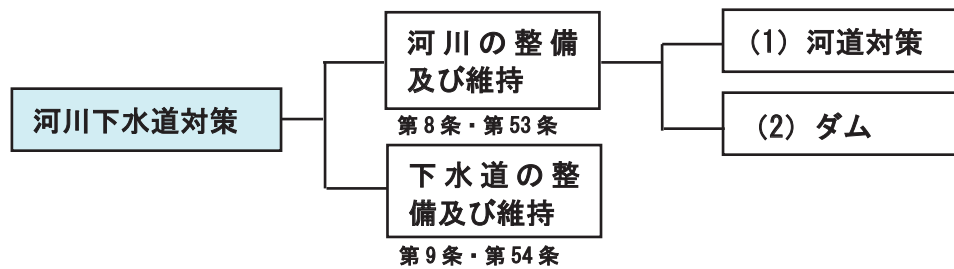 河川下水道対策
河川の整備
及び維持
第8条・第53条
下水道の整
備及び維持
第9条・第54条
(1) 河道対策
(2) ダム